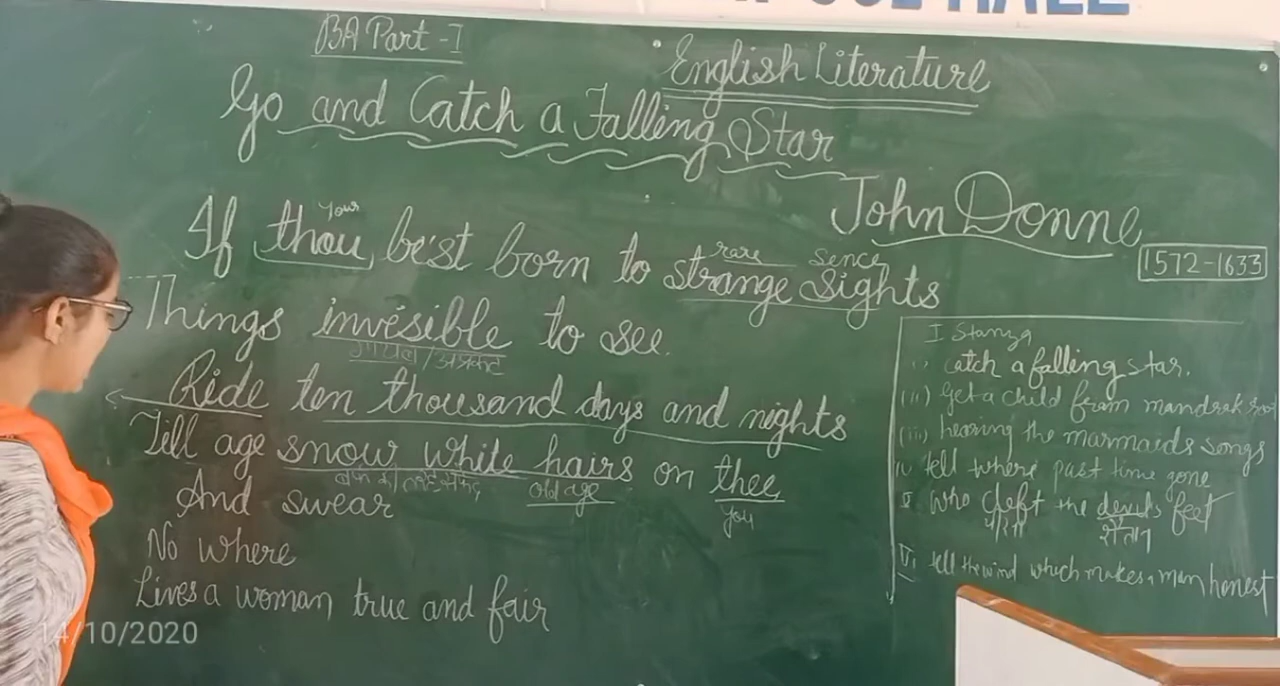 BA Part - I
English Literature
Go and Catch a Falling Star
John Donne
1572-1633
Your
If thou be'st born to strange sights
rare sence
Things invesible to see.
Ride ten thousand days and nights
Till age snow white hairs on thee
old age
you
And swear
No where
Lives a woman true and fair
I Stanza
catch a falling star.
(ii) get a child from mandrak
(iii) hearing the marmaids songs
tell where past time gone
who cleft the devils feet
VI tell the wind which makes a man honest
14/10/2020